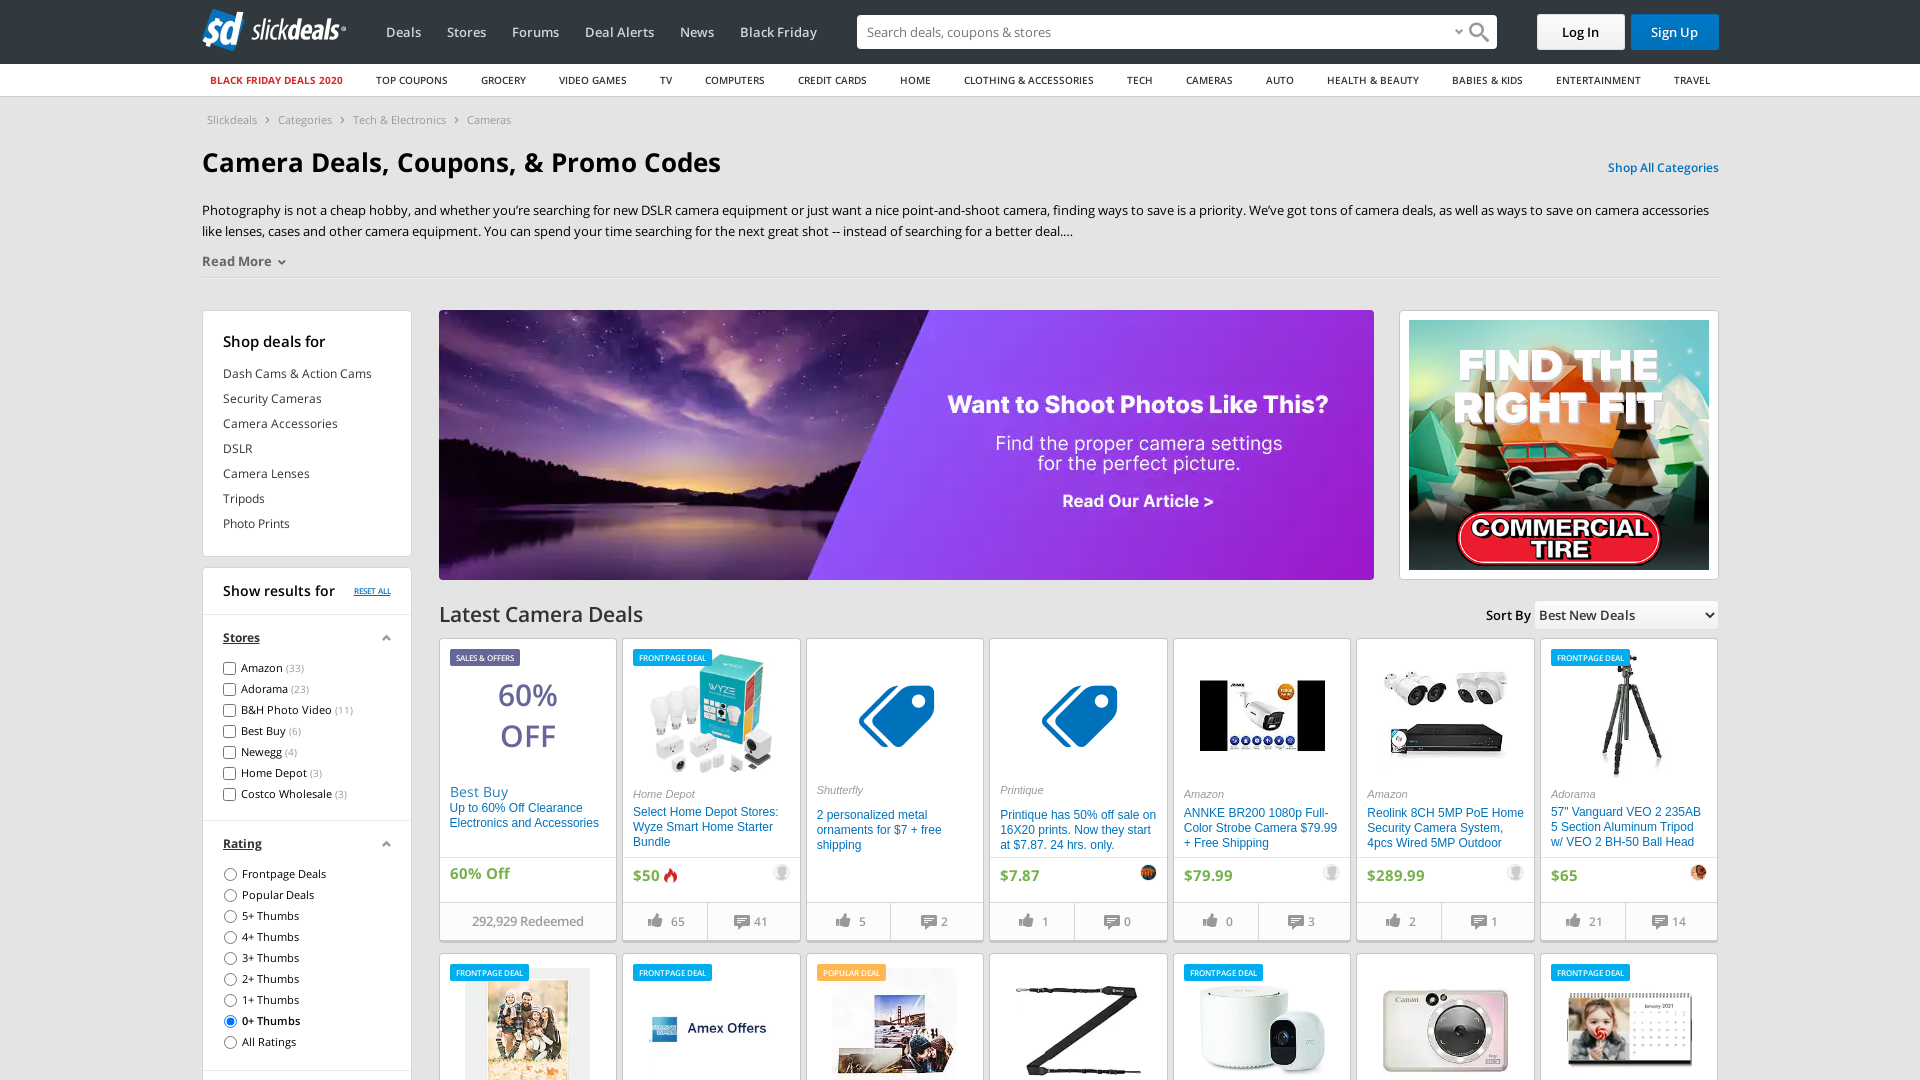 sd slickdeals
Deals
Stores
Forums
Deal Alerts
News
Black Friday
Search deals, coupons & stores
Log In
Sign Up
BLACK FRIDAY DEALS 2020
TOP COUPONS
GROCERY
VIDEO GAMES
TV
COMPUTERS
CREDIT CARDS
HOME
CLOTHING & ACCESSORIES
TECH
CAMERAS
AUTO
HEALTH & BEAUTY
BABIES & KIDS
ENTERTAINMENT
TRAVEL
Slickdeals > Categories > Tech & Electronics > Cameras
Camera Deals, Coupons, & Promo Codes
Shop All Categories
Photography is not a cheap hobby, and whether you’re searching for new DSLR camera equipment or just want a nice point-and-shoot camera, finding ways to save is a priority. We’ve got tons of camera deals, as well as ways to save on camera accessories
like lenses, cases and other camera equipment. You can spend your time searching for the next great shot -- instead of searching for a better deal.…
Read More
Shop deals for
Dash Cams & Action Cams
Security Cameras
Camera Accessories
DSLR
Camera Lenses
Tripods
Photo Prints
Want to Shoot Photos Like This?
Find the proper camera settings
for the perfect picture.
Read Our Article >
FIND THE
RIGHT FIT
COMMERCIAL
TIRE
Show results for
RESET ALL
Stores
Amazon (33)
Adorama (23)
B&H Photo Video (11)
Best Buy (6)
Newegg (4)
Home Depot (3)
Costco Wholesale (3)
Rating
Frontpage Deals
Popular Deals
5+ Thumbs
4+ Thumbs
3+ Thumbs
2+ Thumbs
1+ Thumbs
0+ Thumbs
All Ratings
Latest Camera Deals
Sort By
Best New Deals
SALES & OFFERS
60%
OFF
Best Buy
Up to 60% Off Clearance
Electronics and Accessories
60% Off
292,929 Redeemed
FRONTPAGE DEAL
WYZE
Home Depot
Select Home Depot Stores:
Wyze Smart Home Starter
Bundle
$50
65
41
Shutterfly
2 personalized metal
ornaments for $7 + free
shipping
5
2
Printique
Printique has 50% off sale on
16X20 prints. Now they start
at $7.87. 24 hrs. only.
$7.87
1
0
ANNKE
Amazon
ANNKE BR200 1080p Full-
Color Strobe Camera $79.99
+ Free Shipping
$79.99
0
3
Amazon
Reolink 8CH 5MP PoE Home
Security Camera System,
4pcs Wired 5MP Outdoor
$289.99
2
1
FRONTPAGE DEAL
Adorama
57" Vanguard VEO 2 235AB
5 Section Aluminum Tripod
w/ VEO 2 BH-50 Ball Head
$65
21
14
FRONTPAGE DEAL
FRONTPAGE DEAL
Amex Offers
POPULAR DEAL
FRONTPAGE DEAL
Canon
FRONTPAGE DEAL
January 2021